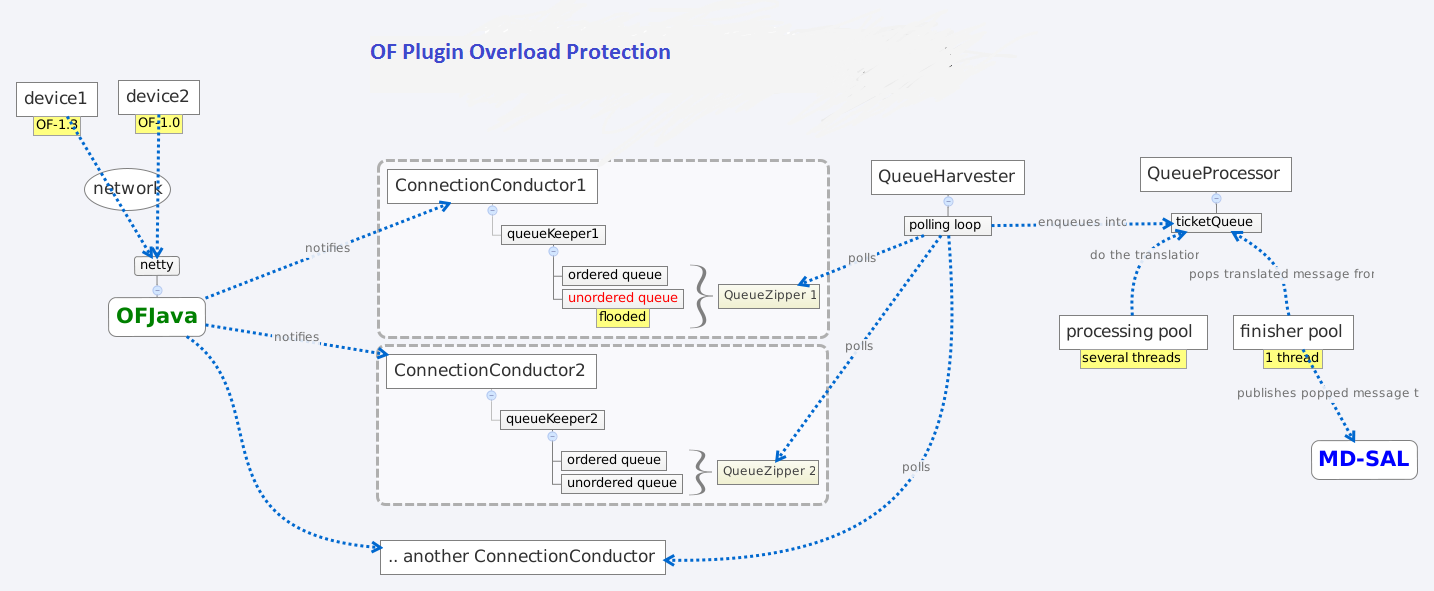 OF Plugin Overload Protection
device1
OF-1.3
device2
OF-1.0
network
netty
OFJava
notifies
notifies
ConnectionConductor1
queueKeeper1
ordered queue
unordered queue
flooded
QueueZipper 1
ConnectionConductor2
queueKeeper2
ordered queue
unordered queue
QueueZipper 2
.. another ConnectionConductor
QueueHarvester
polling loop
polls
polls
polls
enqueues into
QueueProcessor
ticketQueue
do the translation
pops translated message from
processing pool
several threads
finisher pool
1 thread
publishes popped message t
MD-SAL